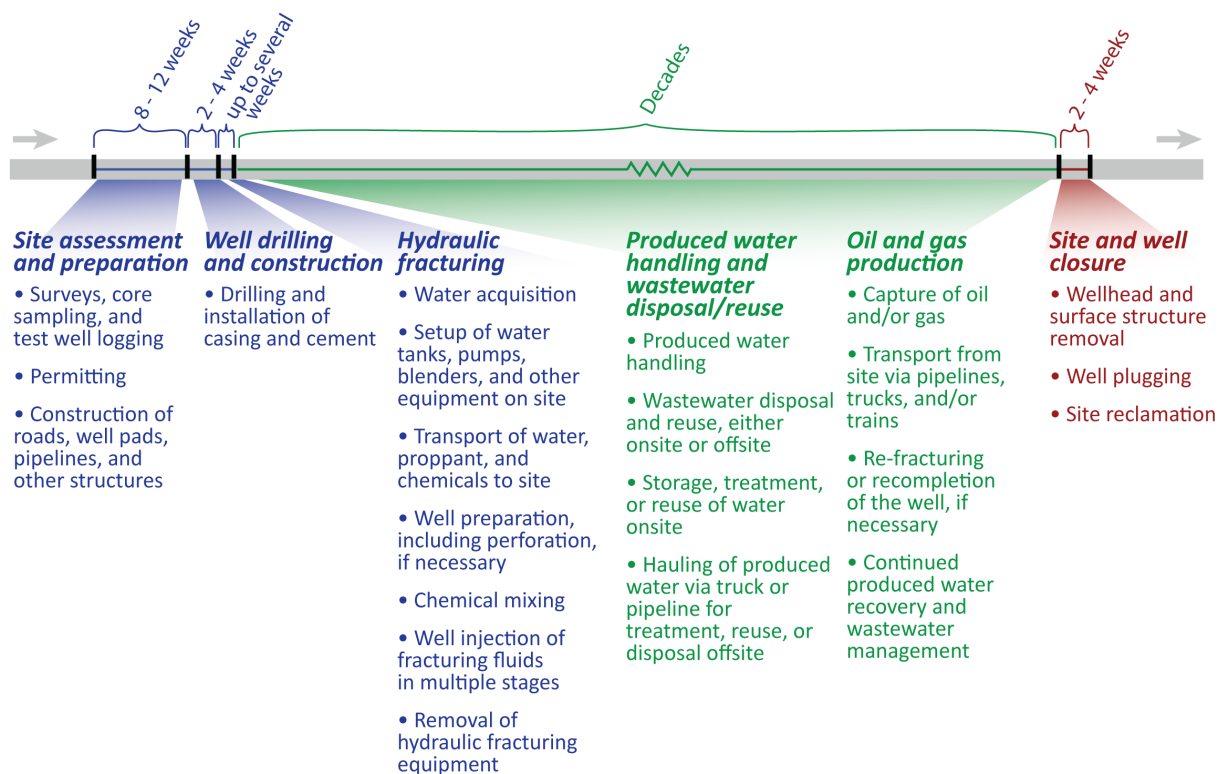 8 - 12 weeks
2 - 4 weeks
up to several
weeks
Decades
2 - 4 weeks
Site assessment
and preparation
• Surveys, core
sampling, and
test well logging
• Permitting
• Construction of
roads, well pads,
pipelines, and
other structures
Well drilling
and construction
• Drilling and
installation of
casing and cement
Hydraulic
fracturing
• Water acquisition
• Setup of water
tanks, pumps,
blenders, and other
equipment on site
• Transport of water,
proppant, and
chemicals to site
• Well preparation,
including perforation,
if necessary
• Chemical mixing
• Well injection of
fracturing fluids
in multiple stages
• Removal of
hydraulic fracturing
equipment
Produced water
handling and
wastewater
disposal/reuse
• Produced water
handling
• Wastewater disposal
and reuse, either
onsite or offsite
• Storage, treatment,
or reuse of water
onsite
• Hauling of produced
water via truck or
pipeline for
treatment, reuse, or
disposal offsite
Oil and gas
production
• Capture of oil
and/or gas
• Transport from
site via pipelines,
trucks, and/or
trains
• Re-fracturing
or recompletion
of the well, if
necessary
• Continued
produced water
recovery and
wastewater
management
Site and well
closure
• Wellhead and
surface structure
removal
• Well plugging
• Site reclamation